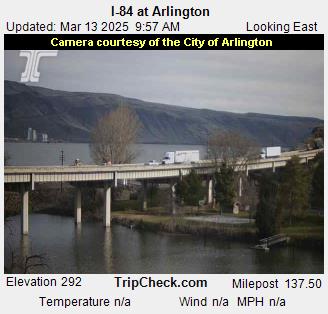 I-84 at Arlington
Updated: Mar 13 2025 9:57 AM Looking East
Camera courtesy of the City of Arlington
Elevation 292 TripCheck.com Milepost 137.50
Temperature n/a Wind n/a MPH n/a